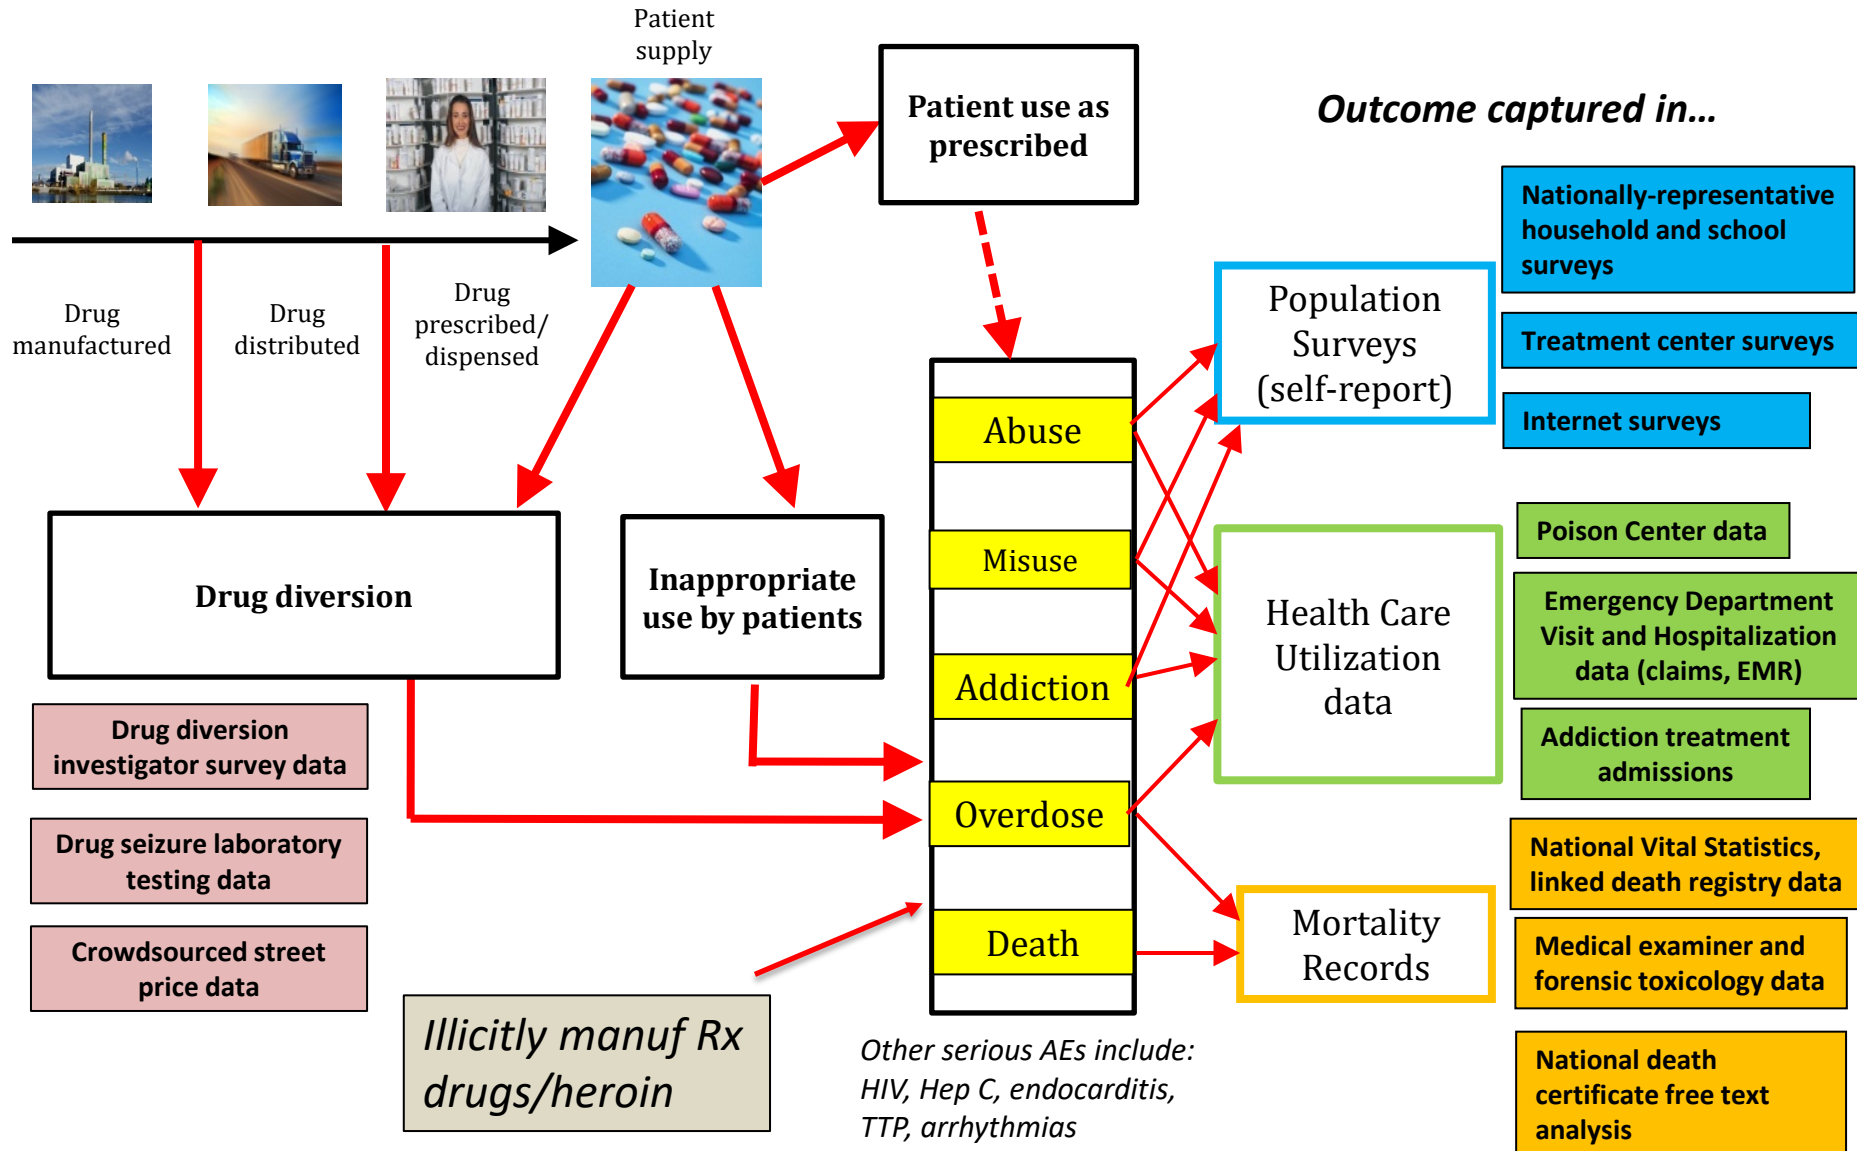 Patient
supply
Patient use as
prescribed
Outcome captured in...
Drug
manufactured
Drug
distributed
Drug
prescribed/
dispensed
Nationally-representative
household and school
surveys
Population
Surveys
(self-report)
Treatment center surveys
Internet surveys
Abuse
Misuse
Addiction
Overdose
Death
Drug diversion
Inappropriate
use by patients
Health Care
Utilization
data
Poison Center data
Emergency Department
Visit and Hospitalization
data (claims, EMR)
Addiction treatment
admissions
Drug diversion
investigator survey data
Drug seizure laboratory
testing data
Crowdsourced street
price data
Illicitly manuf Rx
drugs/heroin
Other serious AEs include:
HIV, Hep C, endocarditis,
TTP, arrhythmias
Mortality
Records
National Vital Statistics,
linked death registry data
Medical examiner and
forensic toxicology data
National death
certificate free text
analysis